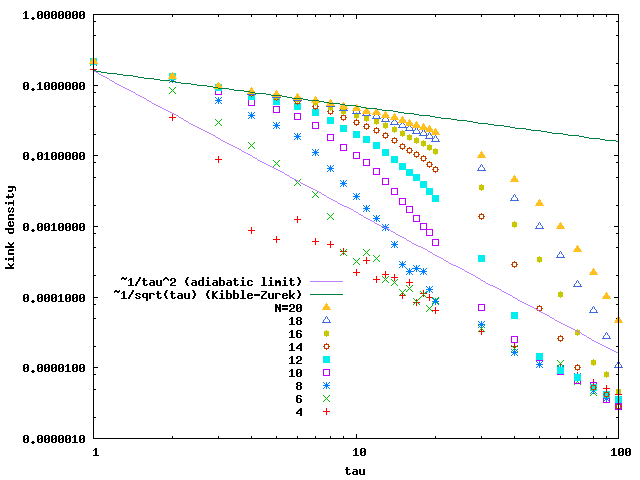 1.0000000
0.1000000
0.0100000
0.0010000
0.0001000
0.0000100
0.0000010
kink density
~1/tau^2 (adiabatic limit)
~1/sqrt(tau) (Kibble-Zurek)
N=20
18
16
14
12
10
8
6
4
1 10 100
tau